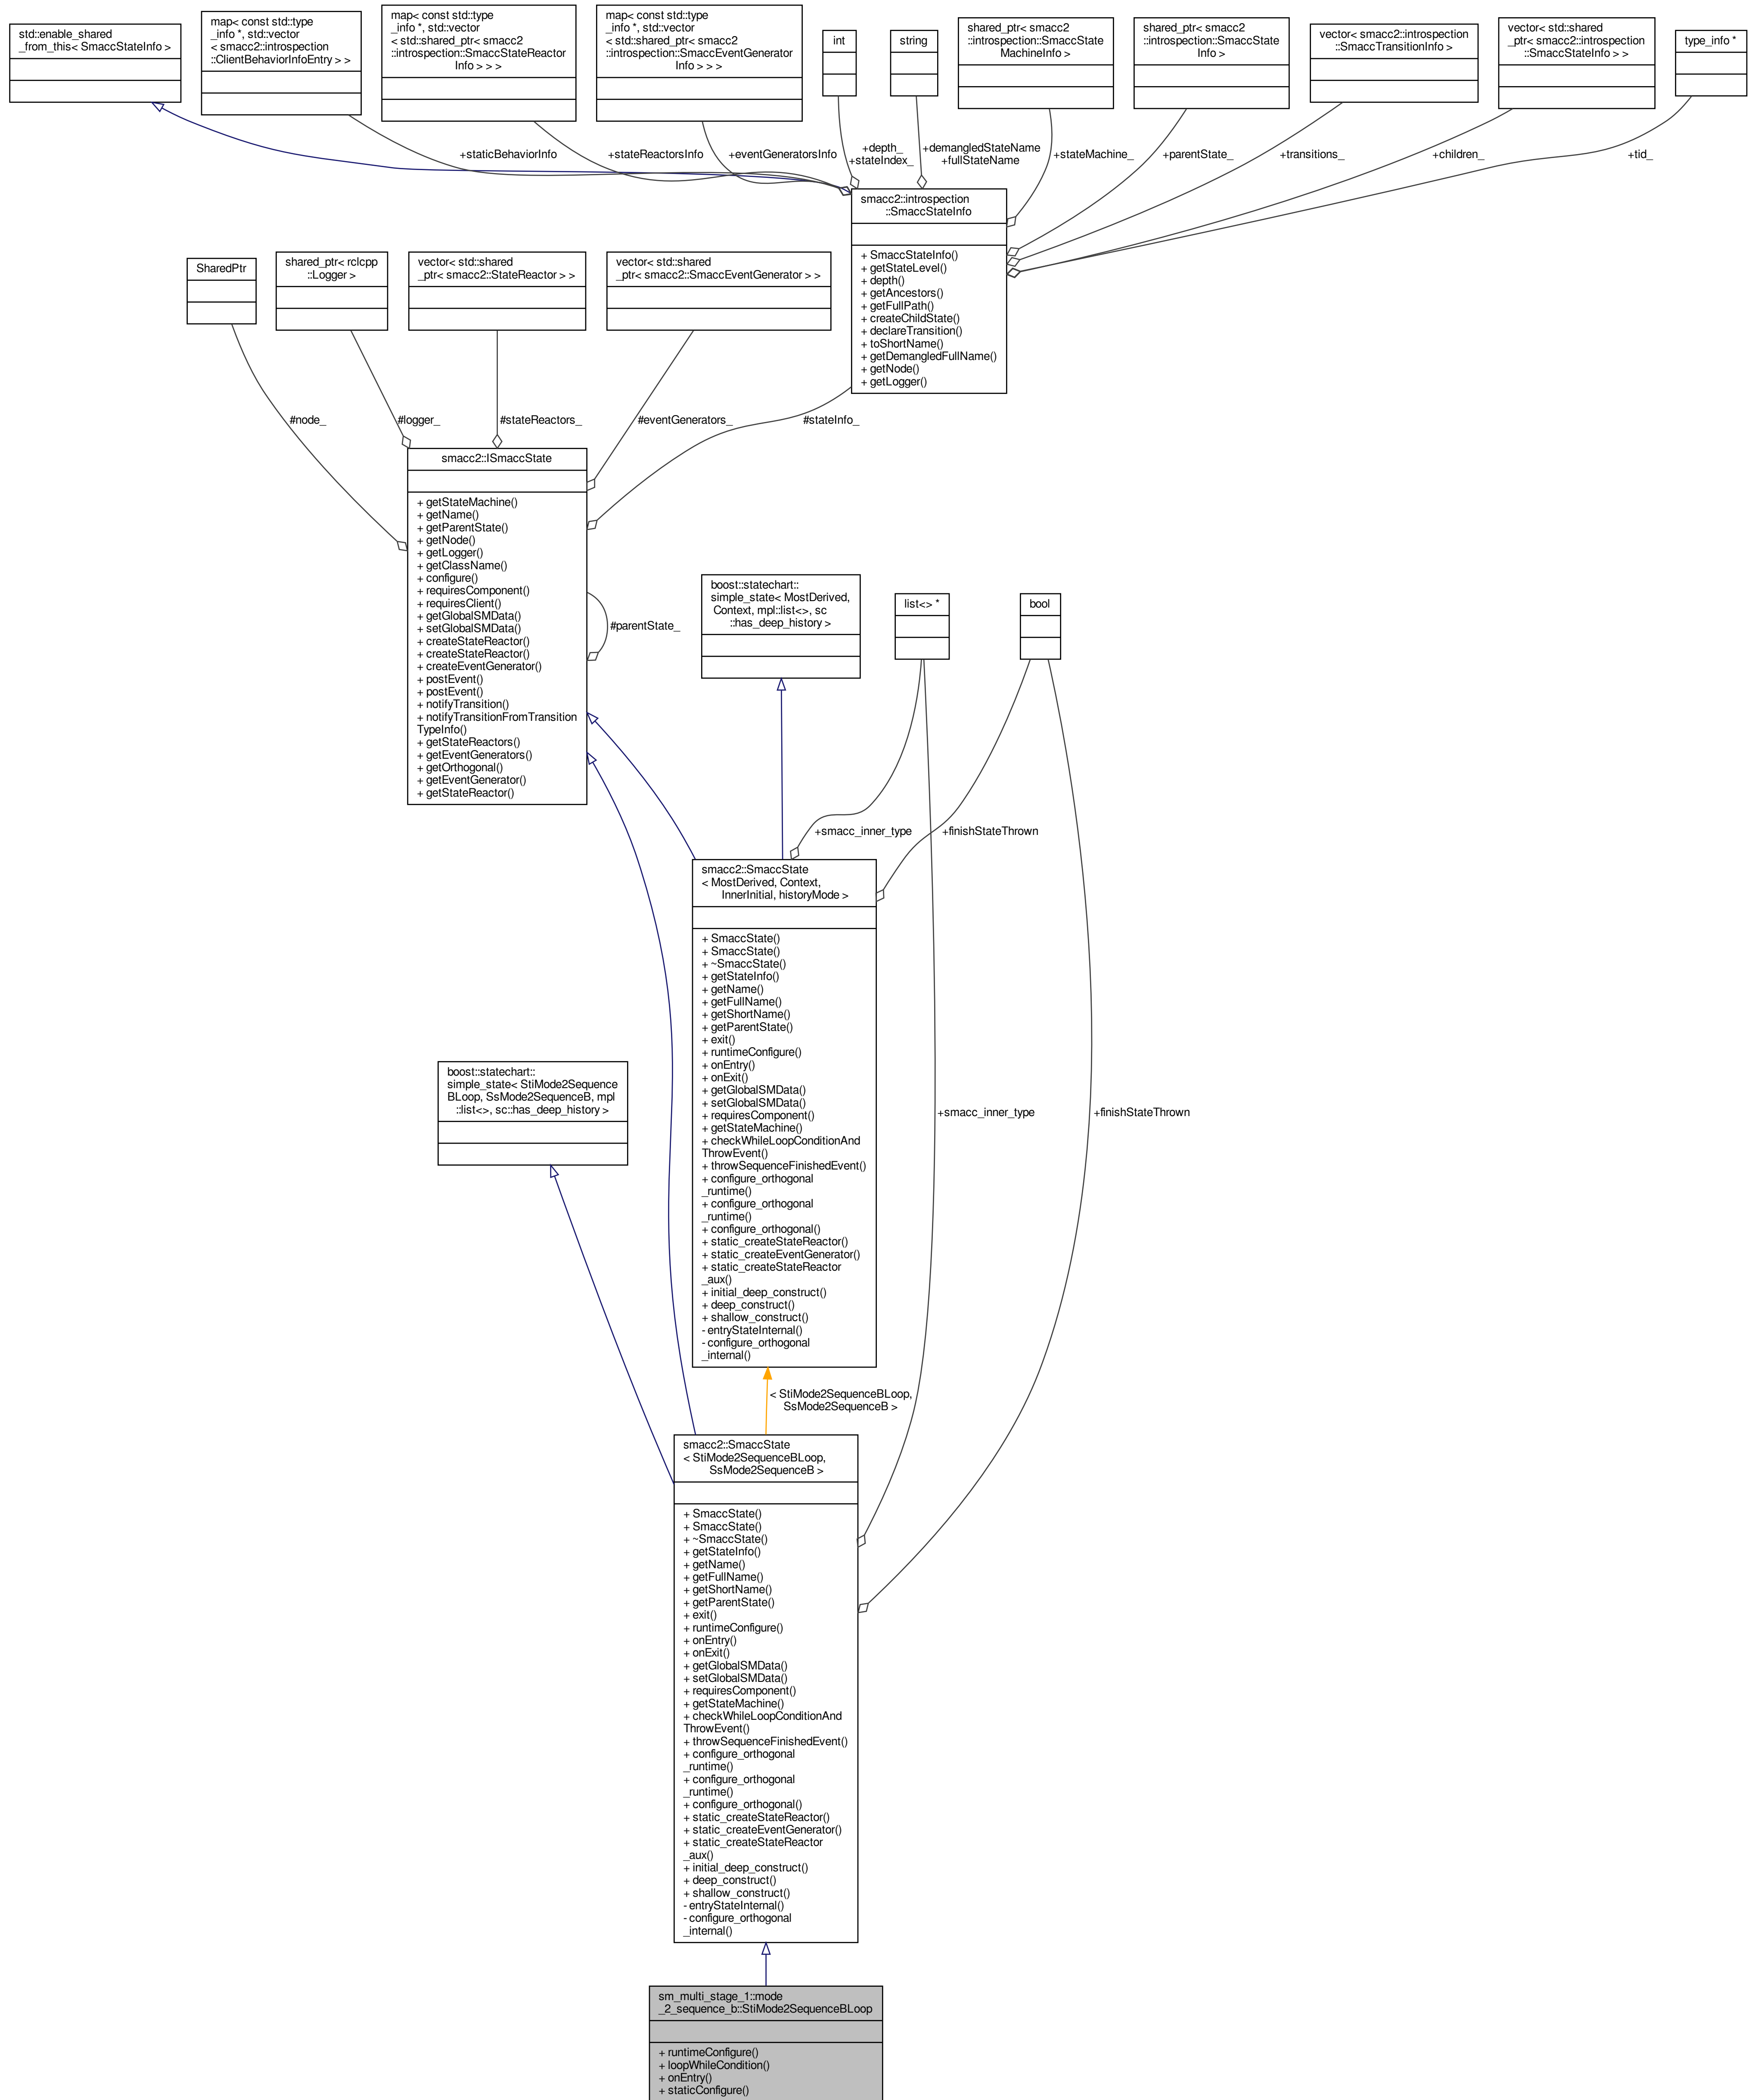 std::enable_shared
_from_this< SmaccStateInfo >
map< const std::type
_info *, std::vector
< smacc2::introspection
::ClientBehaviorInfoEntry > >
map< const std::type
_info *, std::vector
< std::shared_ptr< smacc2
::introspection::SmaccStateReactor
Info > > >
map< const std::type
_info *, std::vector
< std::shared_ptr< smacc2
::introspection::SmaccEventGenerator
Info > > >
int
string
shared_ptr< smacc2
::introspection::SmaccState
MachineInfo >
shared_ptr< smacc2
::introspection::SmaccState
Info >
vector< smacc2::introspection
::SmaccTransitionInfo >
vector< std::shared
_ptr< smacc2::introspection
::SmaccStateInfo > >
type_info *
+staticBehaviorInfo
+stateReactorsInfo
+eventGeneratorsInfo
+depth_
+stateIndex_
+demangledStateName
+fullStateName
+stateMachine_
+parentState_
+transitions_
+children_
+tid_
smacc2::introspection
::SmaccStateInfo
+ SmaccStateInfo()
+ getStateLevel()
+ depth()
+ getAncestors()
+ getFullPath()
+ createChildState()
+ declareTransition()
+ toShortName()
+ getDemangledFullName()
+ getNode()
+ getLogger()
SharedPtr
shared_ptr< rclcpp
::Logger >
vector< std::shared
_ptr< smacc2::StateReactor > >
vector< std::shared
_ptr< smacc2::SmaccEventGenerator > >
#node_
#logger_
#stateReactors_
#eventGenerators_
#stateInfo_
smacc2::ISmaccState
+ getStateMachine()
+ getName()
+ getParentState()
+ getNode()
+ getLogger()
+ getClassName()
+ configure()
+ requiresComponent()
+ requiresClient()
+ getGlobalSMData()
+ setGlobalSMData()
+ createStateReactor()
+ createStateReactor()
+ createEventGenerator()
+ postEvent()
+ postEvent()
+ notifyTransition()
+ notifyTransitionFromTransition
TypeInfo()
+ getStateReactors()
+ getEventGenerators()
+ getOrthogonal()
+ getEventGenerator()
+ getStateReactor()
#parentState_
boost::statechart::
simple_state< MostDerived,
Context, mpl::list<>, sc
::has_deep_history >
list<> *
bool
+smacc_inner_type
+finishStateThrown
smacc2::SmaccState
< MostDerived, Context,
InnerInitial, historyMode >
+ SmaccState()
+ SmaccState()
+ ~SmaccState()
+ getStateInfo()
+ getName()
+ getFullName()
+ getShortName()
+ getParentState()
+ exit()
+ runtimeConfigure()
+ onEntry()
+ onExit()
+ getGlobalSMData()
+ setGlobalSMData()
+ requiresComponent()
+ getStateMachine()
+ checkWhileLoopConditionAnd
ThrowEvent()
+ throwSequenceFinishedEvent()
+ configure_orthogonal
_runtime()
+ configure_orthogonal
_runtime()
+ configure_orthogonal()
+ static_createStateReactor()
+ static_createEventGenerator()
+ static_createStateReactor
_aux()
+ initial_deep_construct()
+ deep_construct()
+ shallow_construct()
- entryStateInternal()
- configure_orthogonal
_internal()
boost::statechart::
simple_state< StiMode2Sequence
BLoop, SsMode2SequenceB, mpl
::list<>, sc::has_deep_history >
+smacc_inner_type
+finishStateThrown
< StiMode2SequenceBLoop,
SsMode2SequenceB >
smacc2::SmaccState
< StiMode2SequenceBLoop,
SsMode2SequenceB >
+ SmaccState()
+ SmaccState()
+ ~SmaccState()
+ getStateInfo()
+ getName()
+ getFullName()
+ getShortName()
+ getParentState()
+ exit()
+ runtimeConfigure()
+ onEntry()
+ onExit()
+ getGlobalSMData()
+ setGlobalSMData()
+ requiresComponent()
+ getStateMachine()
+ checkWhileLoopConditionAnd
ThrowEvent()
+ throwSequenceFinishedEvent()
+ configure_orthogonal
_runtime()
+ configure_orthogonal
_runtime()
+ configure_orthogonal()
+ static_createStateReactor()
+ static_createEventGenerator()
+ static_createStateReactor
_aux()
+ initial_deep_construct()
+ deep_construct()
+ shallow_construct()
- entryStateInternal()
- configure_orthogonal
_internal()
sm_multi_stage_1::mode
_2_sequence_b::StiMode2SequenceBLoop
+ runtimeConfigure()
+ loopWhileCondition()
+ onEntry()
+ staticConfigure()